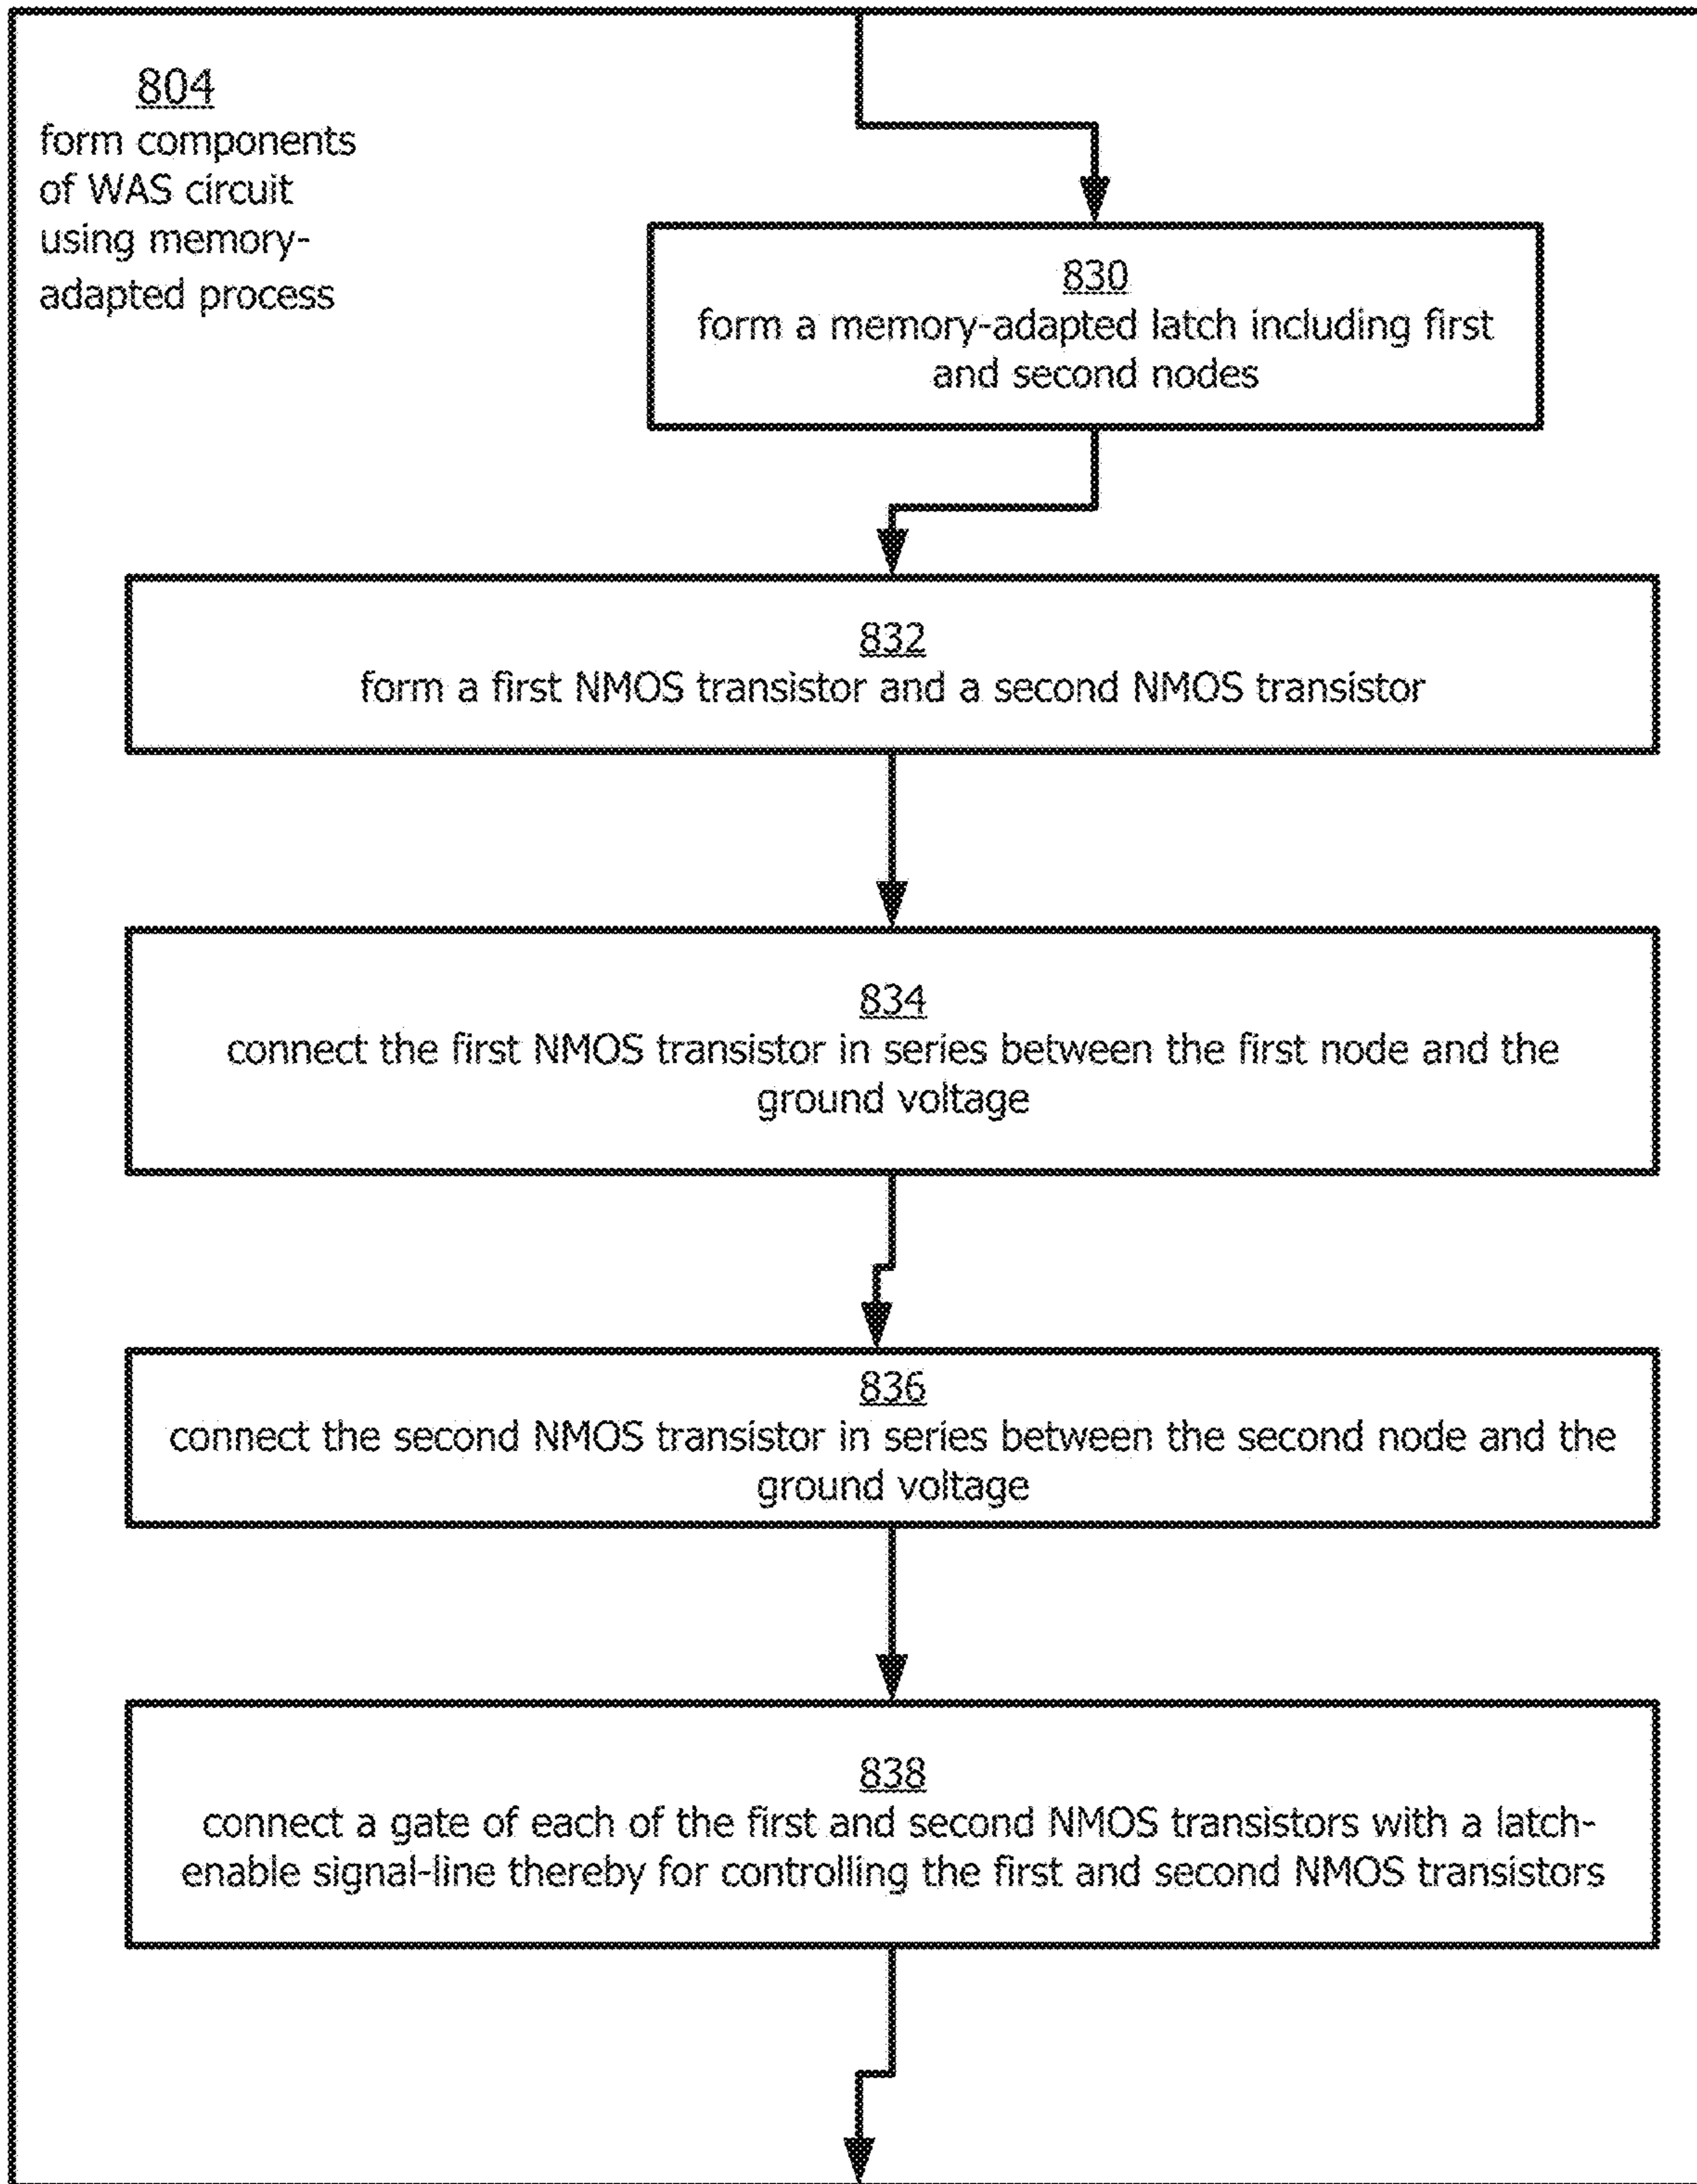 804
form components
of WAS circuit
using memory-
adapted process
830
form a memory-adapted latch including first
and second nodes
832
form a first NMOS transistor and a second NMOS transistor
834
connect the first NMOS transistor in series between the first node and the
ground voltage
836
connect the second NMOS transistor in series between the second node and the
ground voltage
838
connect a gate of each of the first and second NMOS transistors with a latch-
enable signal-line thereby for controlling the first and second NMOS transistors